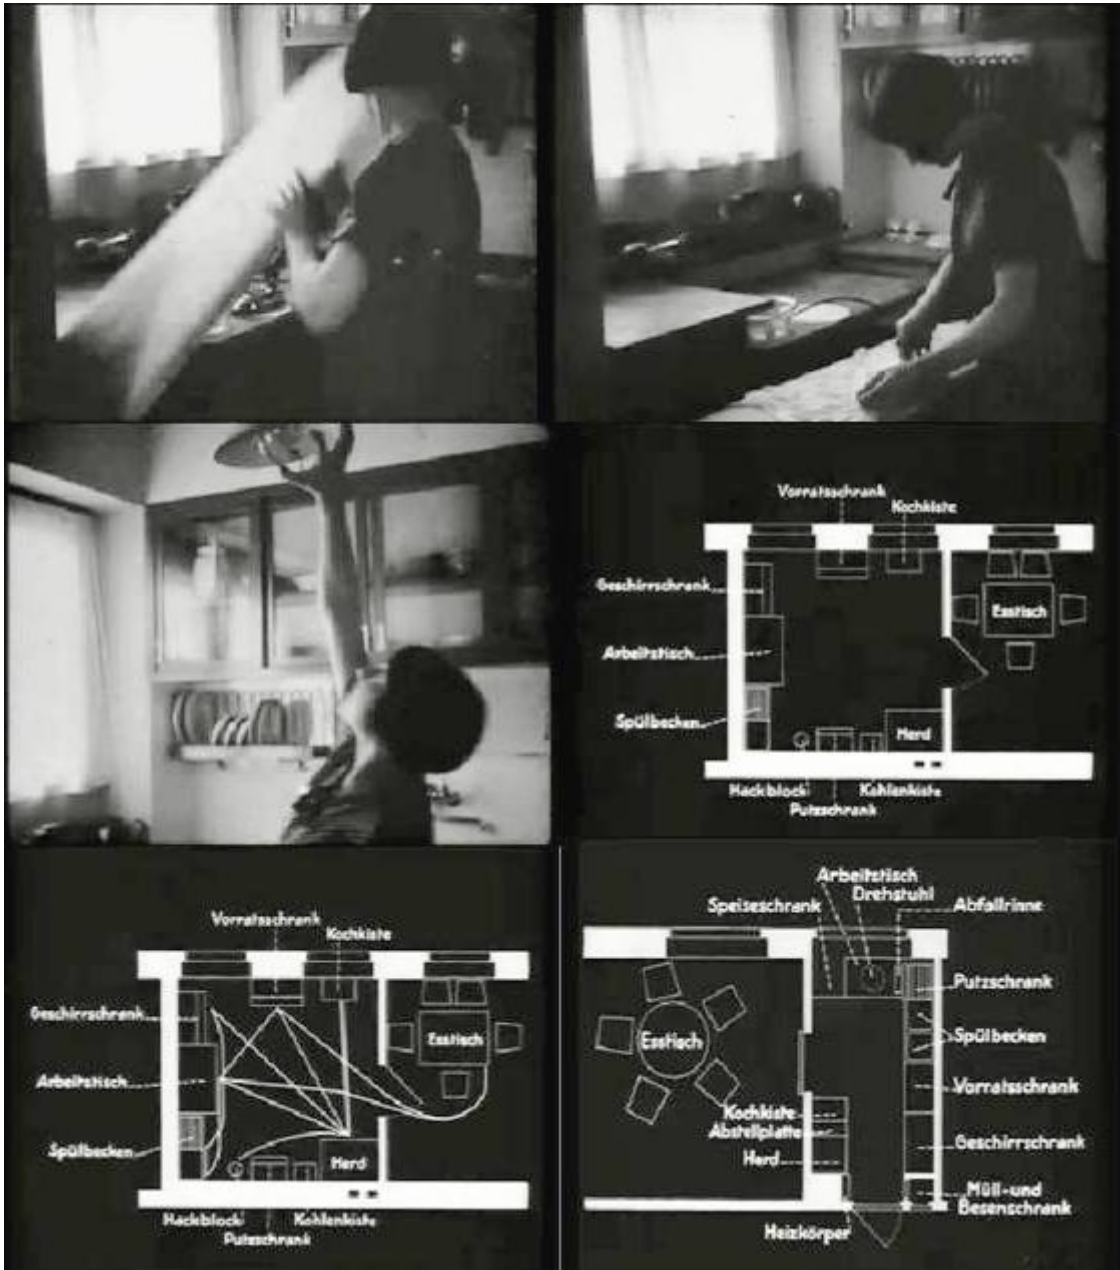 Vorratsschrank
Kochkiste
Geschirrschrank
Esstisch
Arbeitstisch
Spülbecken
Herd
Hackblock
Kohlenkiste
Putzschrank
Vorratsschrank
Kochkiste
Geschirrschrank
Esstisch
Arbeitstisch
Spülbecken
Herd
Hackblock
Kohlenkiste
Putzschrank
Arbeitstisch
Drehstuhl
Speiseschrank
Abfallrinne
Putzschrank
Esstisch
Spülbecken
Vorratsschrank
Kochkiste
Abstellplatte
Geschirrschrank
Herd
Müll-und
Besenschrank
Heizkörper